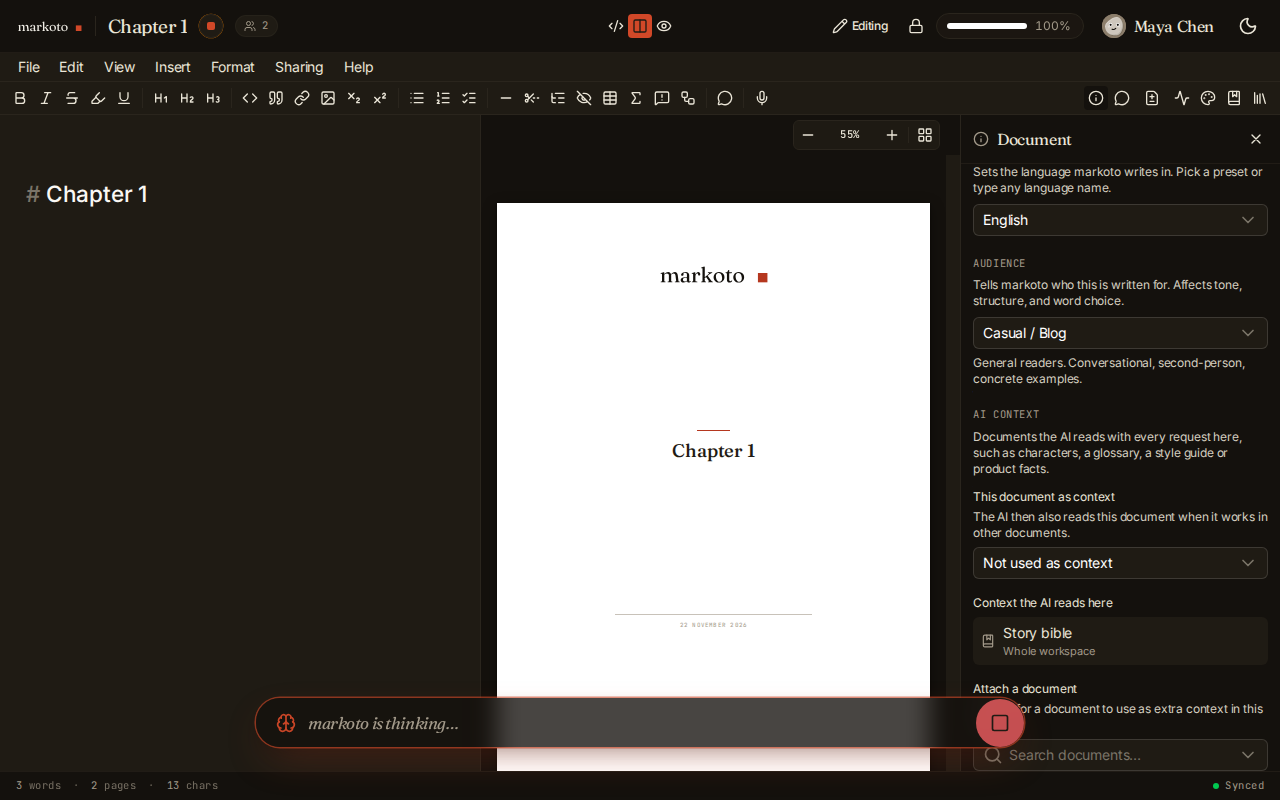 markoto
Chapter 1
2
Editing
100%
Maya Chen
File Edit View Insert Format Sharing Help
H1 H2 H3
55%
Document
# Chapter 1
markoto
Chapter 1
22 NOVEMBER 2026
Sets the language markoto writes in. Pick a preset or
type any language name.
English
AUDIENCE
Tells markoto who this is written for. Affects tone,
structure, and word choice.
Casual / Blog
General readers. Conversational, second-person,
concrete examples.
AI CONTEXT
Documents the AI reads with every request here,
such as characters, a glossary, a style guide or
product facts.
This document as context
The AI then also reads this document when it works in
other documents.
Not used as context
Context the AI reads here
Story bible
Whole workspace
Attach a document
for a document to use as extra context in this
Search documents...
markoto is thinking...
3 words · 2 pages · 13 chars
Synced